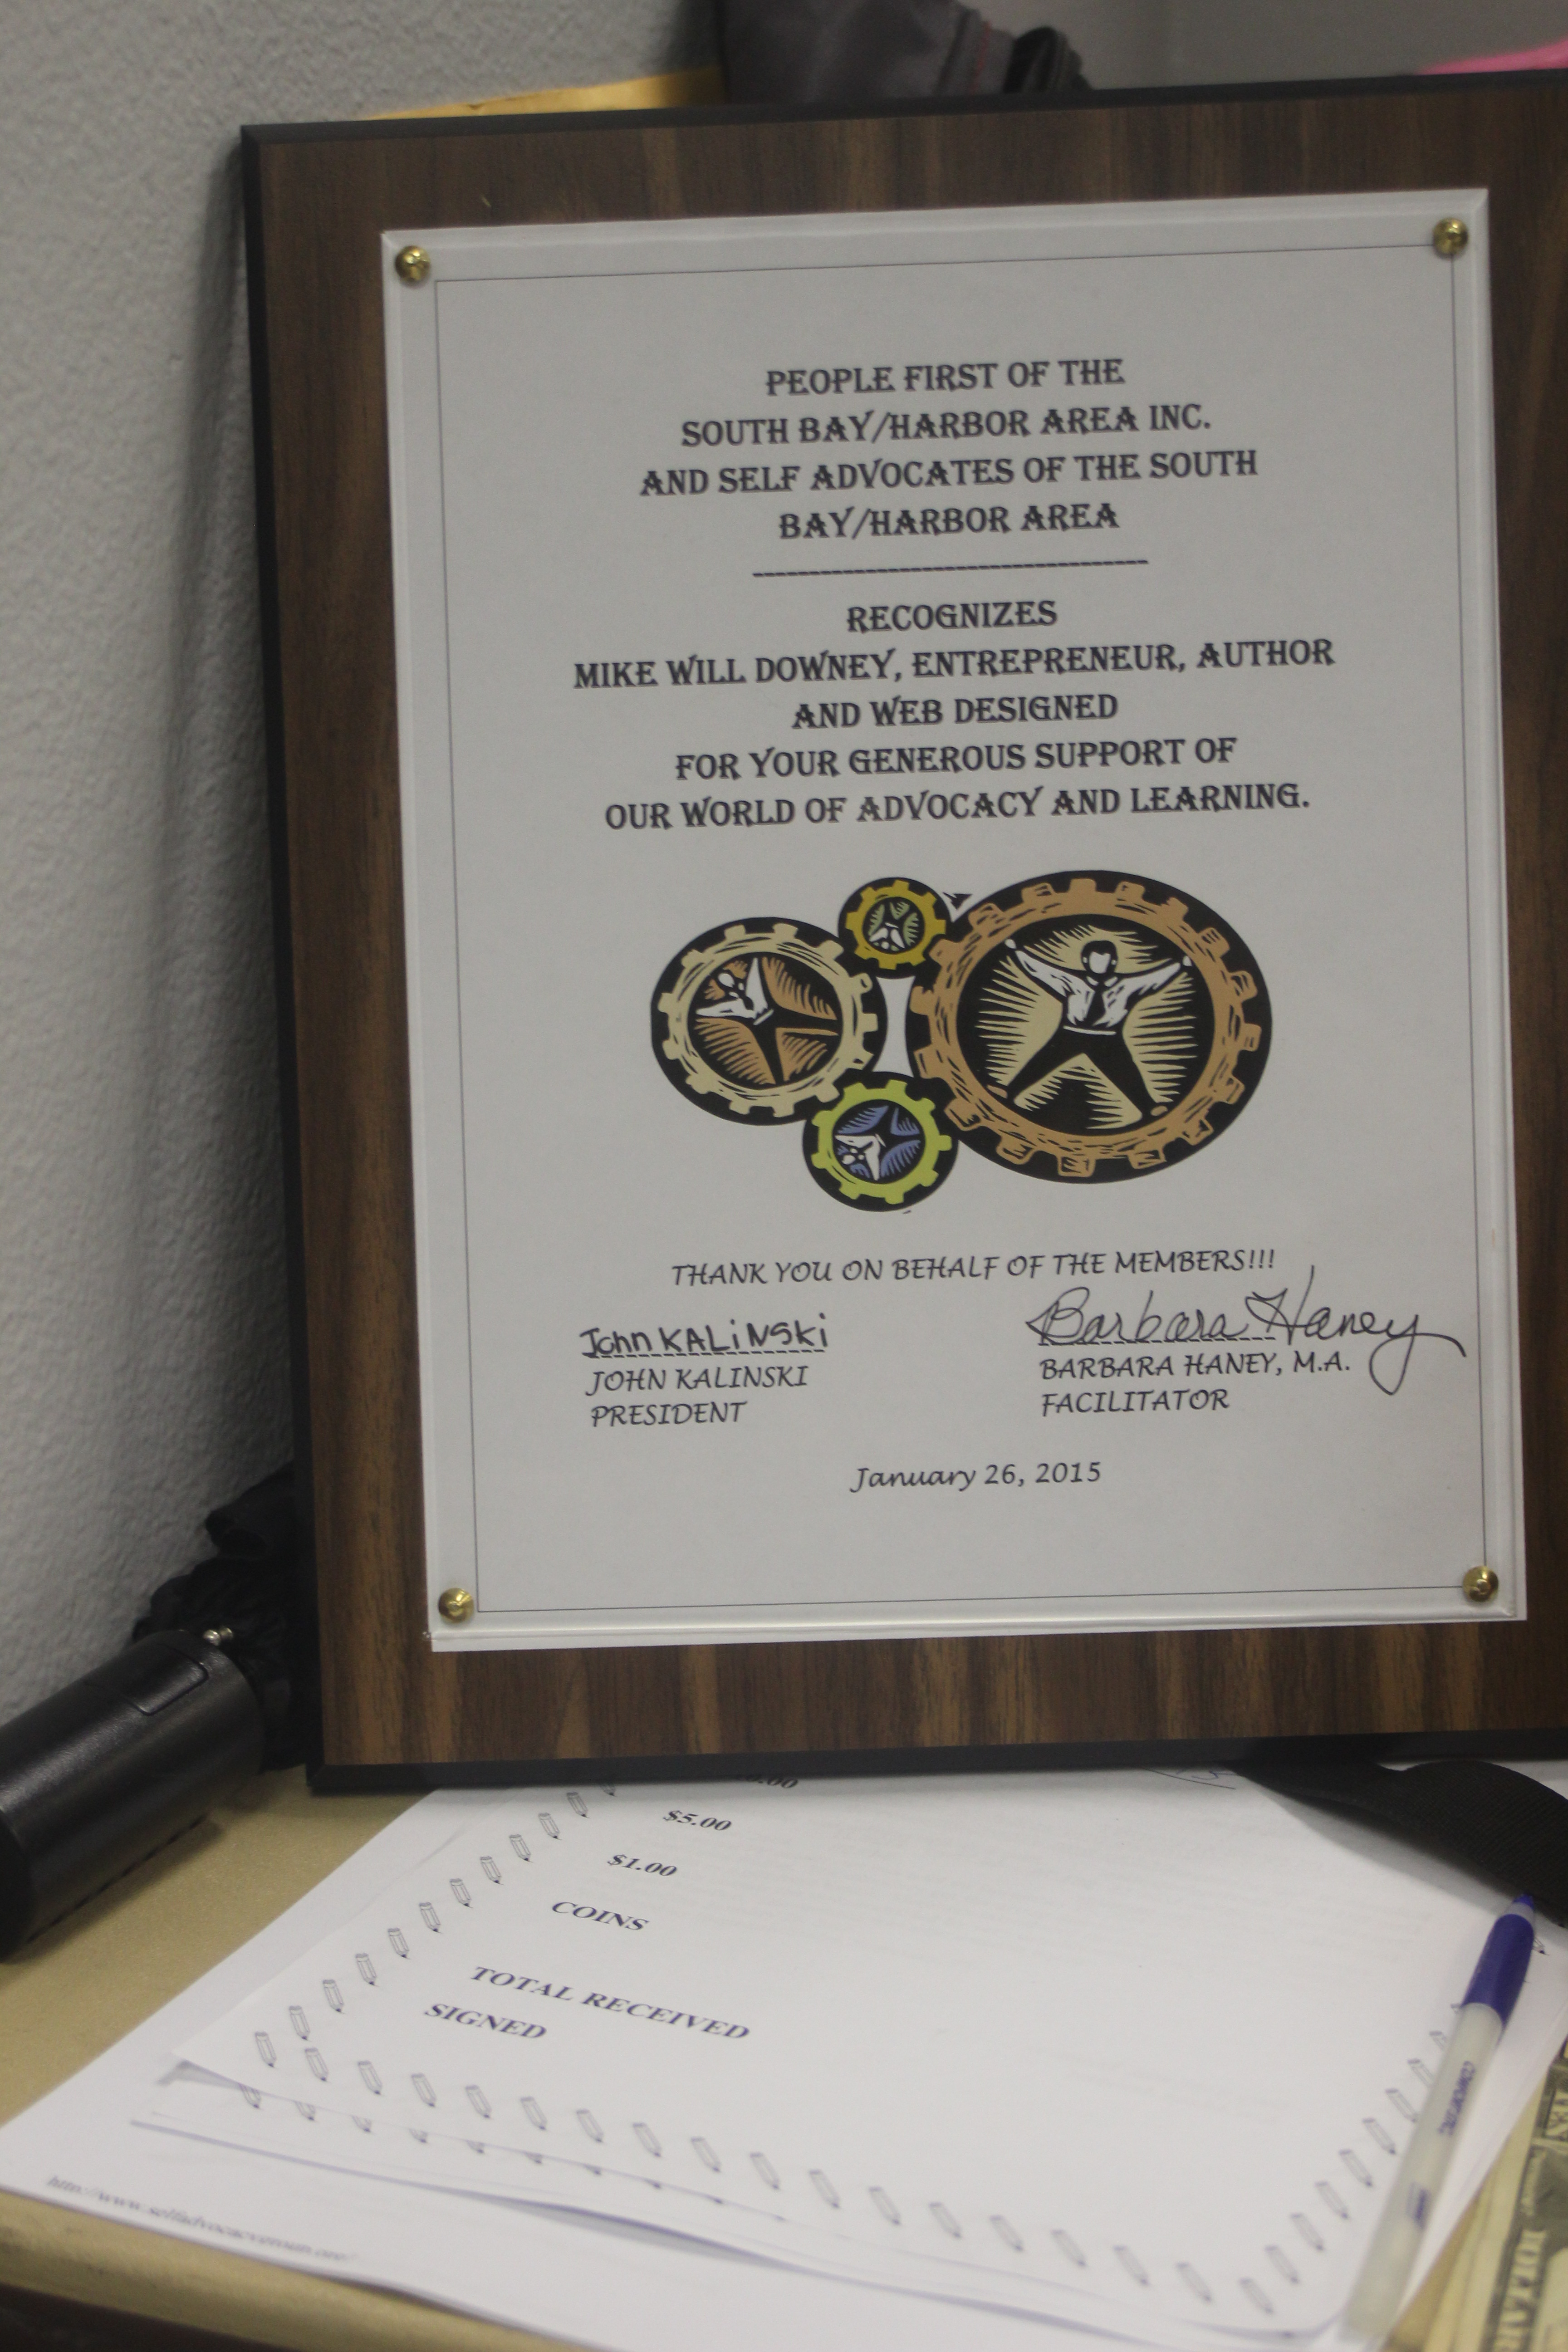 PEOPLE FIRST OF THE
SOUTH BAY/HARBOR AREA INC.
AND SELF ADVOCATES OF THE SOUTH
BAY/HARBOR AREA
-----------------------------------
RECOGNIZES
MIKE WILL DOWNEY, ENTREPRENEUR, AUTHOR
AND WEB DESIGNED
FOR YOUR GENEROUS SUPPORT OF
OUR WORLD OF ADVOCACY AND LEARNING.
THANK YOU ON BEHALF OF THE MEMBERS!!!
John KALiNSki
Barbara Haney
JOHN KALINSKI
BARBARA HANEY, M.A.
PRESIDENT
FACILITATOR
January 26, 2015
$5.00
$1.00
COINS
TOTAL RECEIVED
SIGNED